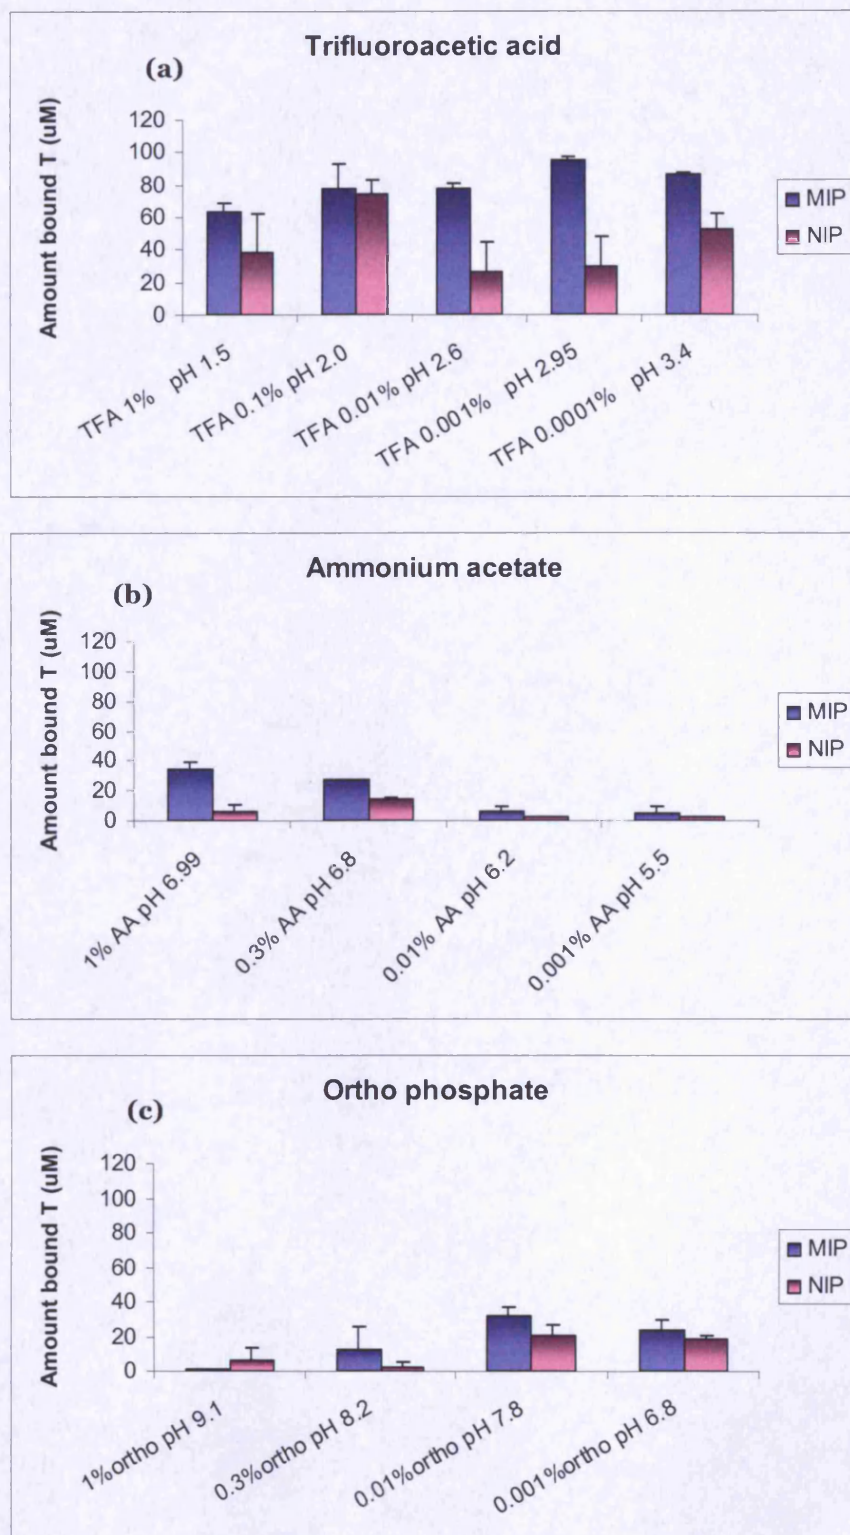 Trifluoroacetic acid
(a)
Amount bound T (uM)
120
100
80
60
40
20
0
TFA 1% pH 1.5
TFA 0.1% pH 2.0
TFA 0.01% pH 2.6
TFA 0.001% pH 2.95
TFA 0.0001% pH 3.4
MIP
NIP
Ammonium acetate
(b)
Amount bound T (uM)
120
100
80
60
40
20
0
1% AA pH 6.99
0.3% AA pH 6.8
0.01% AA pH 6.2
0.001% AA pH 5.5
MIP
NIP
Ortho phosphate
(c)
Amount bound T (uM)
120
100
80
60
40
20
0
1%ortho pH 9.1
0.3%ortho pH 8.2
0.01%ortho pH 7.8
0.001%ortho pH 6.8
MIP
NIP